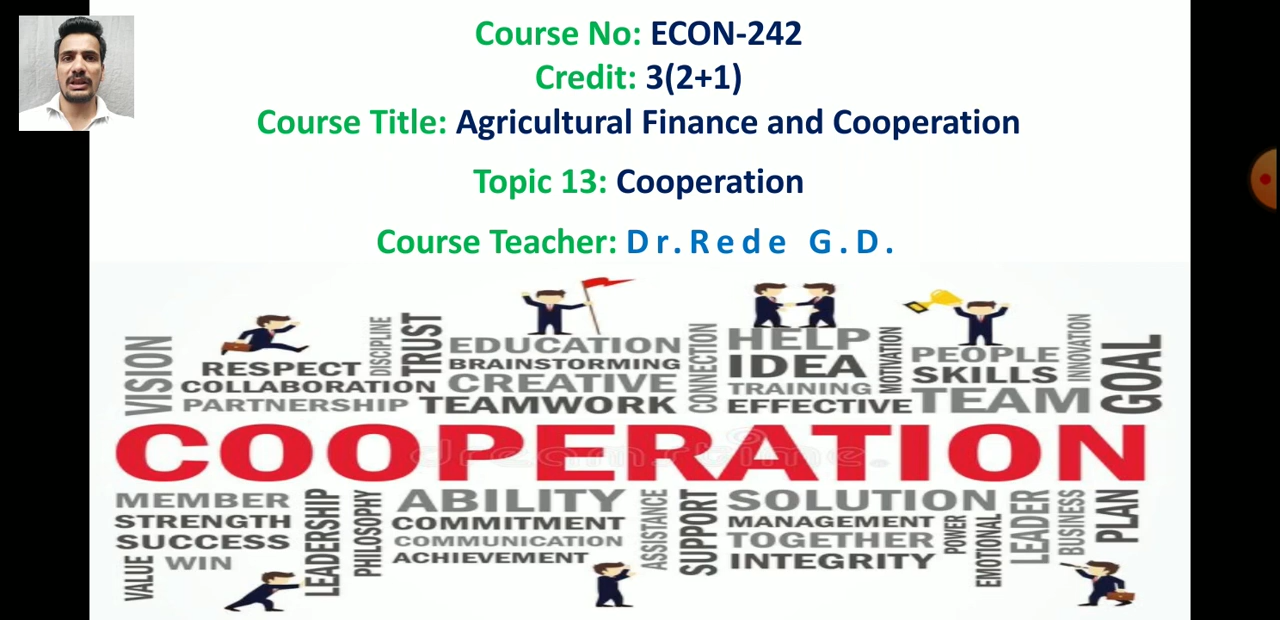 Course No: ECON-242
Credit: 3(2+1)
Course Title: Agricultural Finance and Cooperation
Topic 13: Cooperation
Course Teacher: Dr.Rede G.D.
VISION
RESPECT
DISCIPLINE
TRUST
COLLABORATION
PARTNERSHIP
EDUCATION
BRAINSTORMING
CREATIVE
TEAMWORK
CONNECTION
HELP
IDEA
TRAINING
EFFECTIVE
MOTIVATION
PEOPLE
SKILLS
TEAM
INNOVATION
GOAL
COOPERATION
dreamstime.
MEMBER
STRENGTH
SUCCESS
VALUE
WIN
LEADERSHIP
PHILOSOPHY
ABILITY
COMMITMENT
COMMUNICATION
ACHIEVEMENT
ASSISTANCE
SUPPORT
SOLUTION
MANAGEMENT
TOGETHER
INTEGRITY
POWER
EMOTIONAL
LEADER
BUSINESS
PLAN